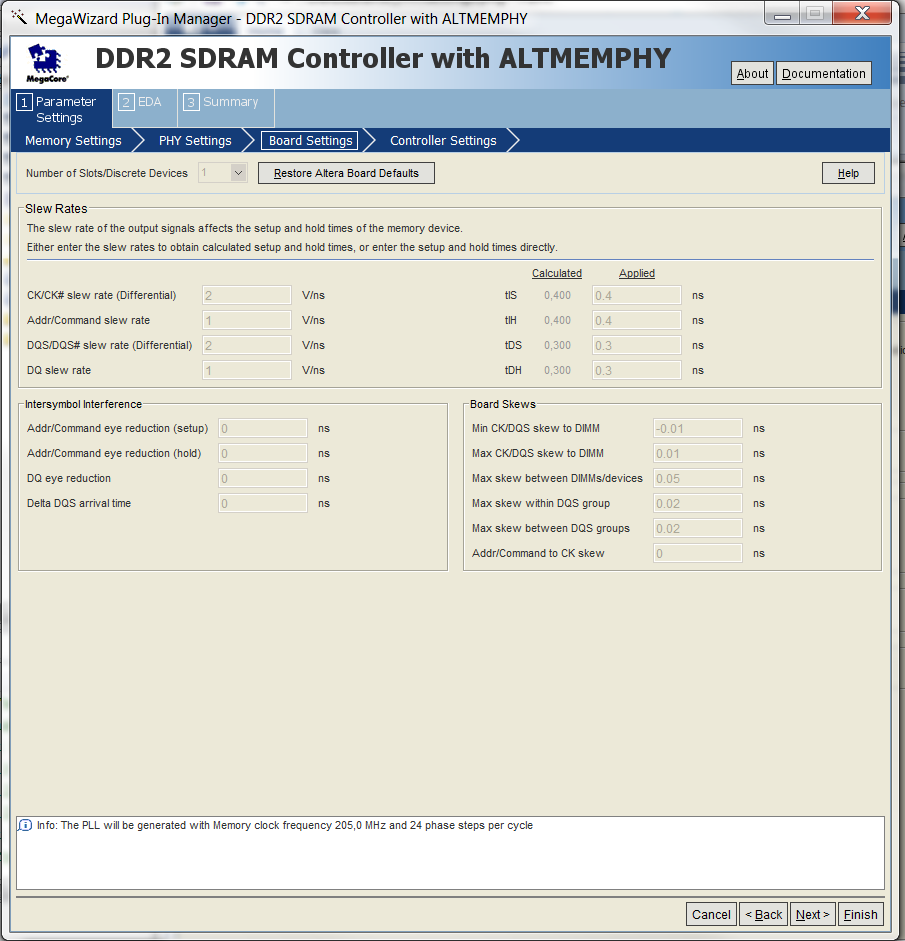 MegaWizard Plug-In Manager - DDR2 SDRAM Controller with ALTMEMPHY
MegaCore®
DDR2 SDRAM Controller with ALTMEMPHY
About
Documentation
1 Parameter Settings
2 EDA
3 Summary
Memory Settings
PHY Settings
Board Settings
Controller Settings
Number of Slots/Discrete Devices 1
Restore Altera Board Defaults
Help
Slew Rates
The slew rate of the output signals affects the setup and hold times of the memory device.
Either enter the slew rates to obtain calculated setup and hold times, or enter the setup and hold times directly.
Calculated Applied
CK/CK# slew rate (Differential) 2 V/ns tIS 0,400 0.4 ns
Addr/Command slew rate 1 V/ns tIH 0,400 0.4 ns
DQS/DQS# slew rate (Differential) 2 V/ns tDS 0,300 0.3 ns
DQ slew rate 1 V/ns tDH 0,300 0.3 ns
Intersymbol Interference
Addr/Command eye reduction (setup) 0 ns
Addr/Command eye reduction (hold) 0 ns
DQ eye reduction 0 ns
Delta DQS arrival time 0 ns
Board Skews
Min CK/DQS skew to DIMM -0.01 ns
Max CK/DQS skew to DIMM 0.01 ns
Max skew between DIMMs/devices 0.05 ns
Max skew within DQS group 0.02 ns
Max skew between DQS groups 0.02 ns
Addr/Command to CK skew 0 ns
Info: The PLL will be generated with Memory clock frequency 205,0 MHz and 24 phase steps per cycle
Cancel
< Back
Next >
Finish